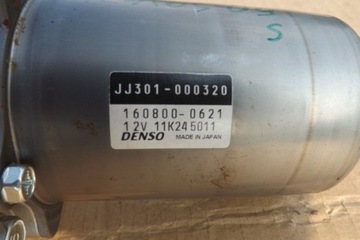 JJ301-000320
160800-0621
12V 11K245011
DENSO MADE IN JAPAN
S